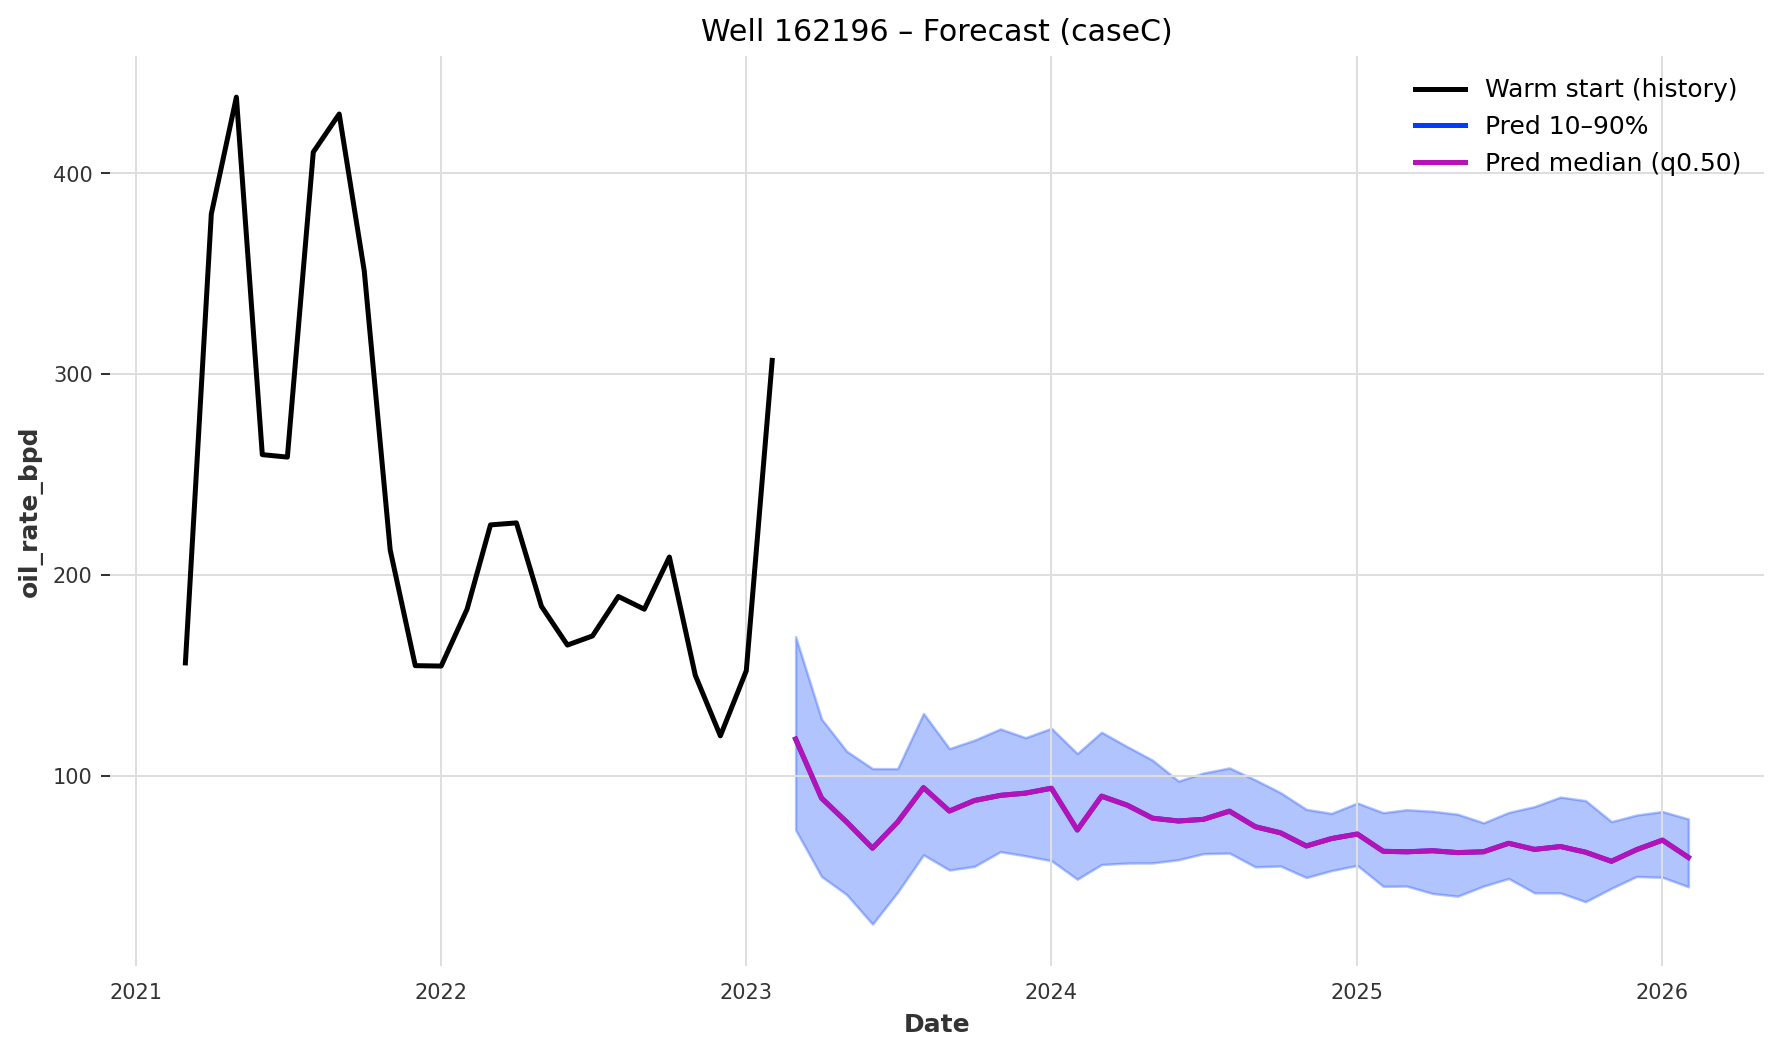 Well 162196 – Forecast (caseC)
Warm start (history)
Pred 10–90%
Pred median (q0.50)
oil_rate_bpd
400
300
200
100
2021
2022
2023
2024
2025
2026
Date